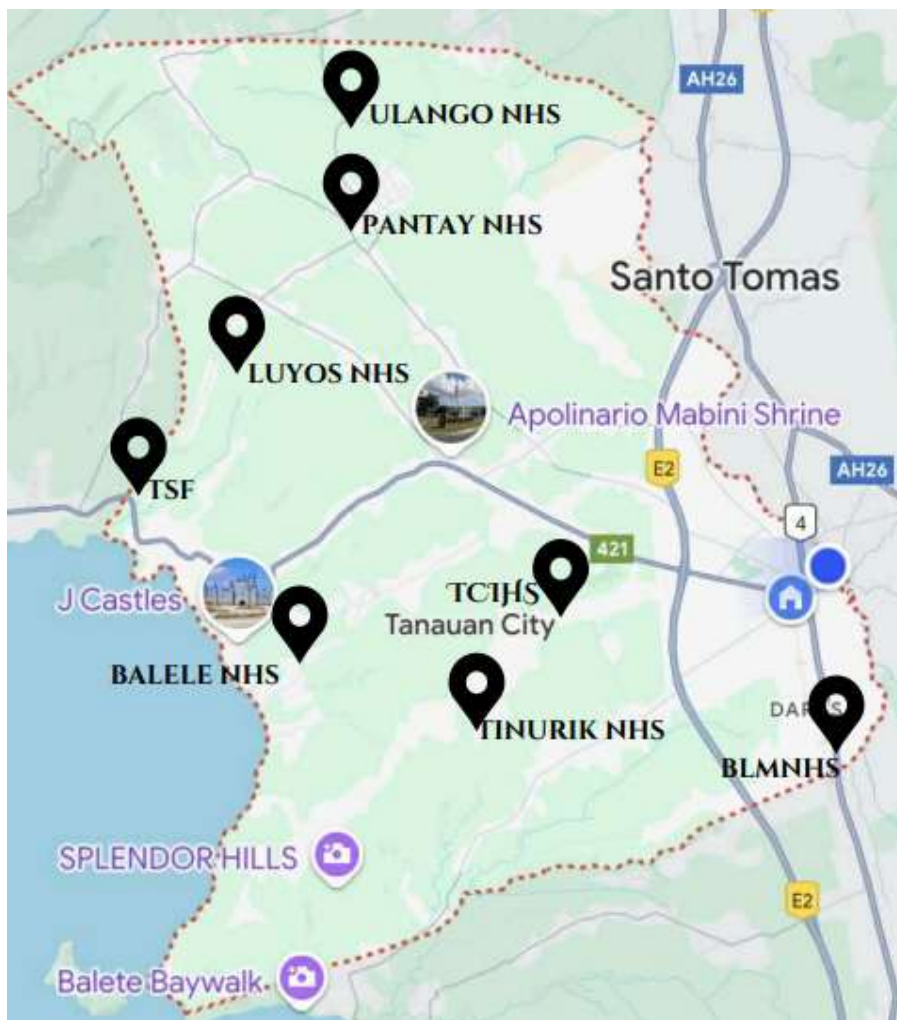 AH26
ULANGO NHS
PANTAY NHS
Santo Tomas
LUYOS NHS
Apolinario Mabini Shrine
E2
AH26
TSF
4
421
J Castles
TCIHS
Tanauan City
BALELE NHS
DAR S
TINURIK NHS
BLMNHS
SPLENDOR HILLS
E2
Balete Baywalk